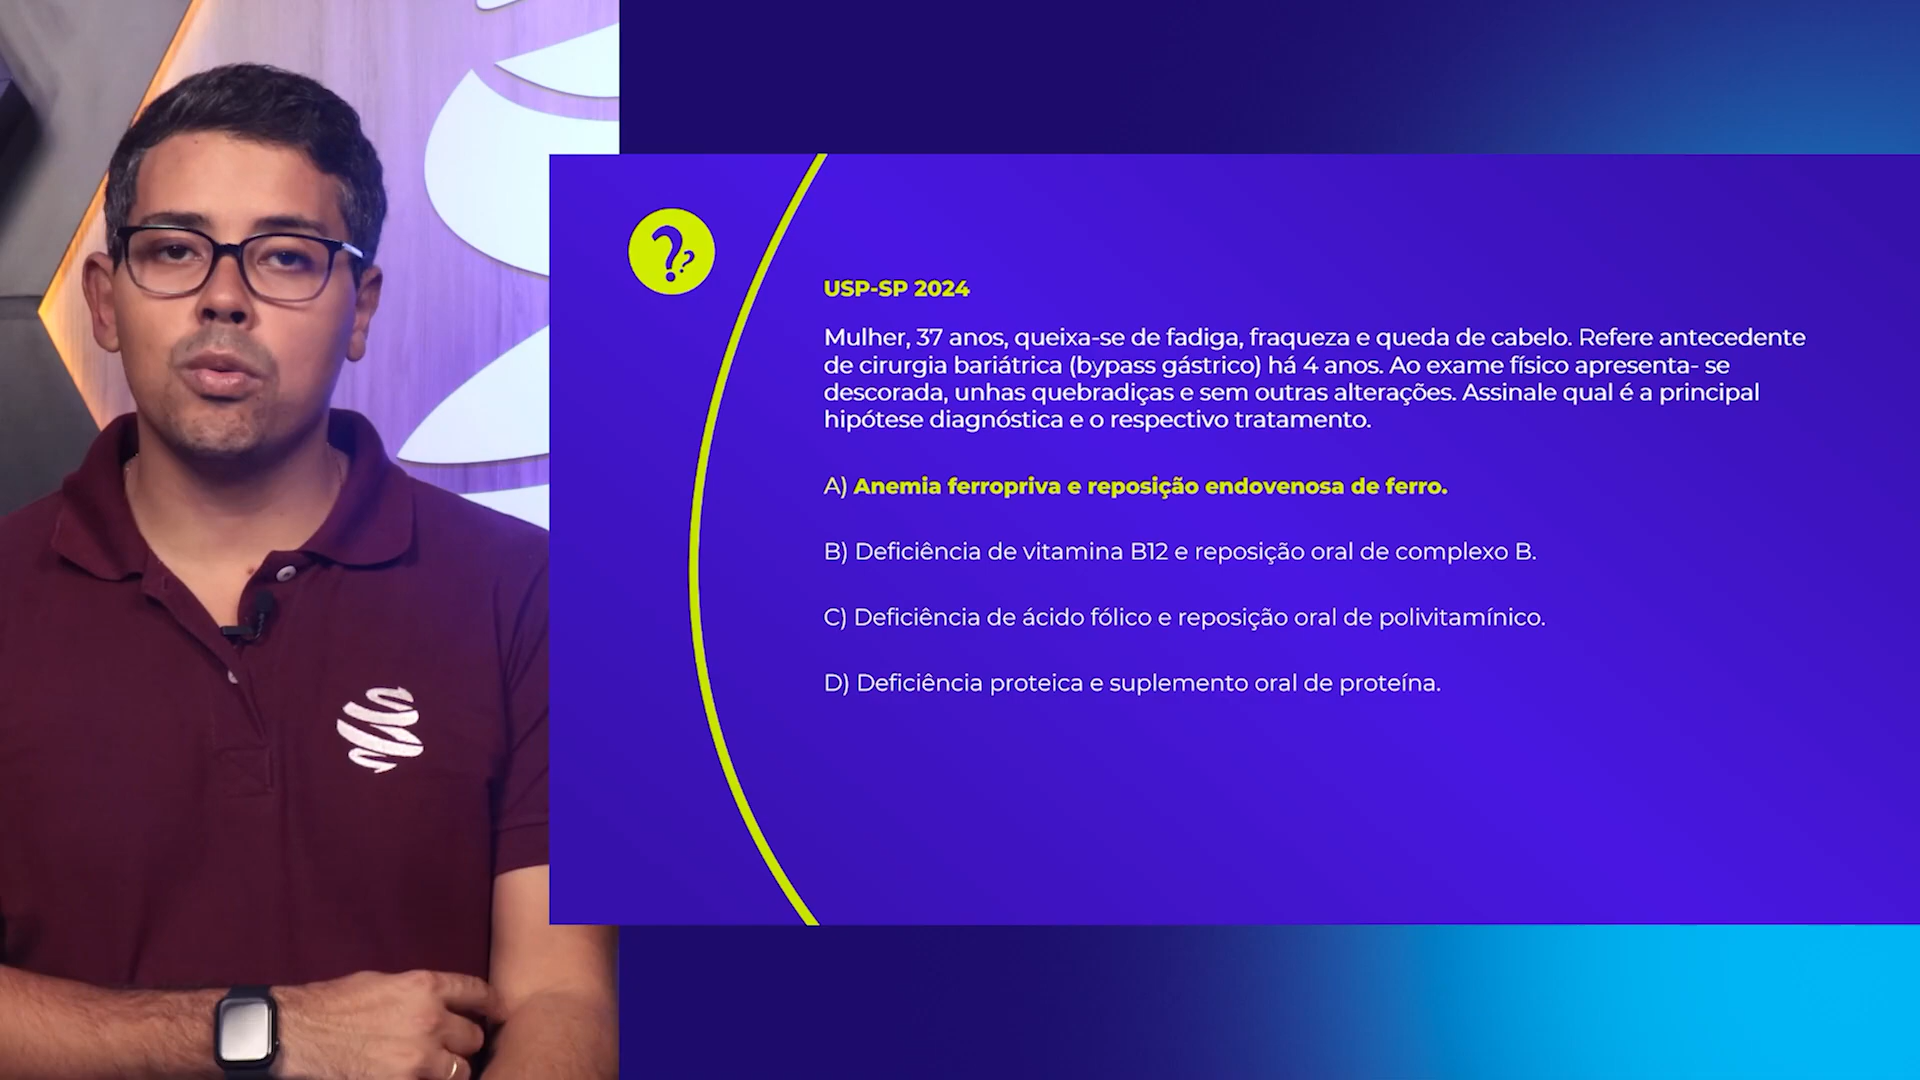 USP-SP 2024
Mulher, 37 anos, queixa-se de fadiga, fraqueza e queda de cabelo. Refere antecedente
de cirurgia bariátrica (bypass gástrico) há 4 anos. Ao exame físico apresenta- se
descorada, unhas quebradiças e sem outras alterações. Assinale qual é a principal
hipótese diagnóstica e o respectivo tratamento.
A) Anemia ferropriva e reposição endovenosa de ferro.
B) Deficiência de vitamina B12 e reposição oral de complexo B.
C) Deficiência de ácido fólico e reposição oral de polivitamínico.
D) Deficiência proteica e suplemento oral de proteína.